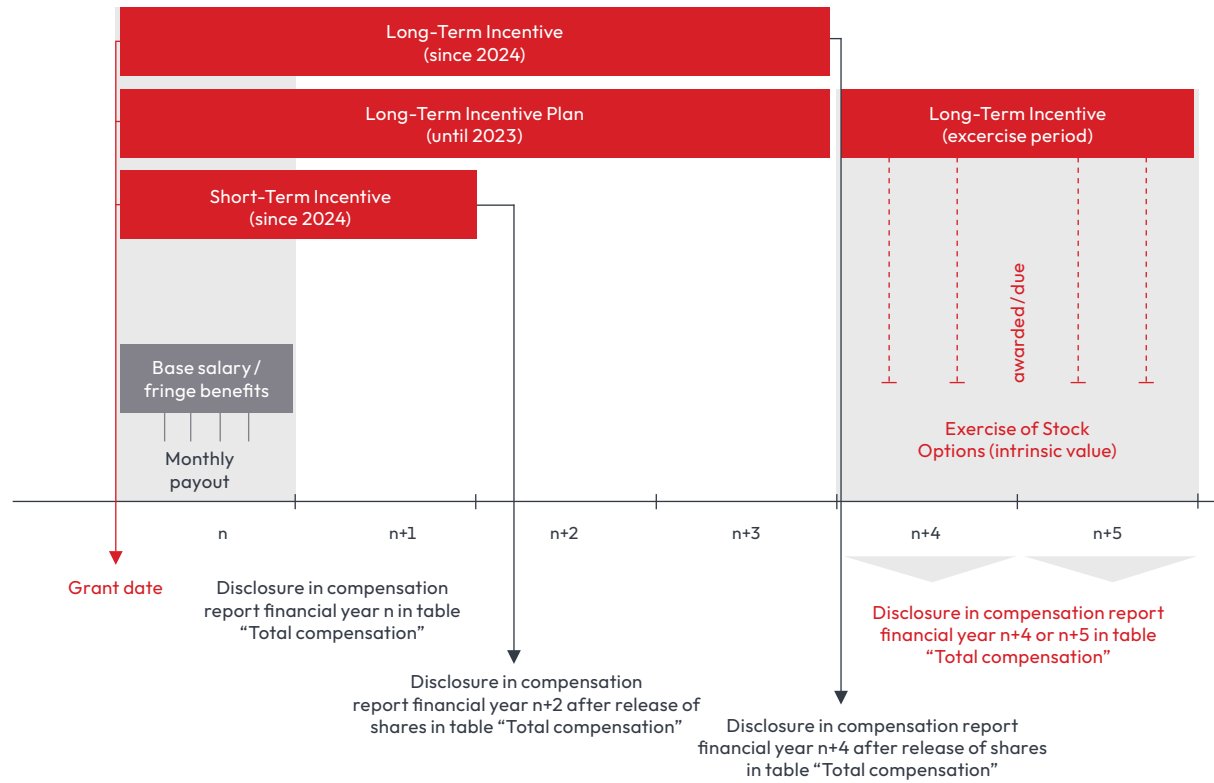 Long-Term Incentive
(since 2024)
Long-Term Incentive Plan
(until 2023)
Long-Term Incentive
(excercise period)
Short-Term Incentive
(since 2024)
awarded/due
Base salary/
fringe benefits
Monthly
payout
Exercise of Stock
Options (intrinsic value)
n
n+1
n+2
n+3
n+4
n+5
Grant date
Disclosure in compensation
report financial year n in table
“Total compensation”
Disclosure in compensation report
financial year n+4 or n+5 in table
“Total compensation”
Disclosure in compensation
report financial year n+2 after release of
shares in table “Total compensation”
Disclosure in compensation report
financial year n+4 after release of shares
in table “Total compensation”